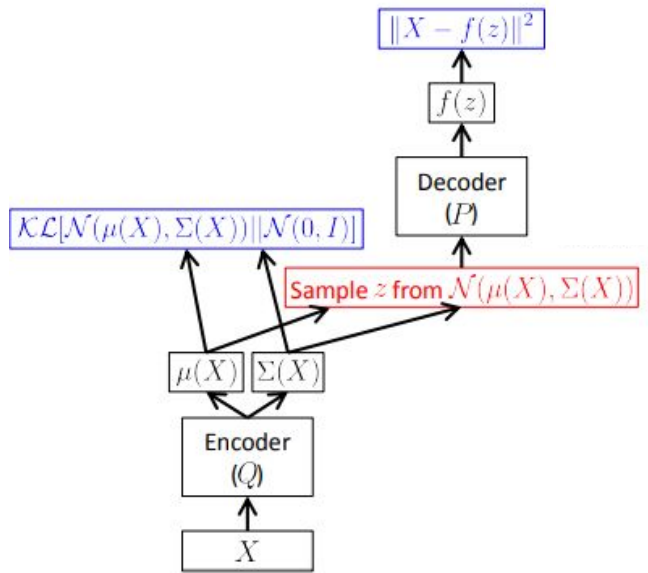 ‖X − f(z)‖²
f(z)
Decoder
(P)
𝒦ℒ[𝒩(μ(X), Σ(X))||𝒩(0, I)]
Sample z from 𝒩(μ(X), Σ(X))
μ(X)
Σ(X)
Encoder
(Q)
X